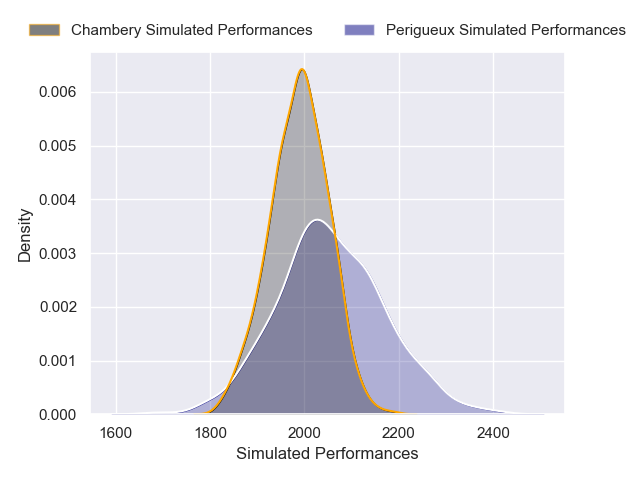 Chambery Simulated Performances
Perigueux Simulated Performances
0.006
0.005
0.004
0.003
0.002
0.001
0.000
Density
1600 1800 2000 2200 2400
Simulated Performances